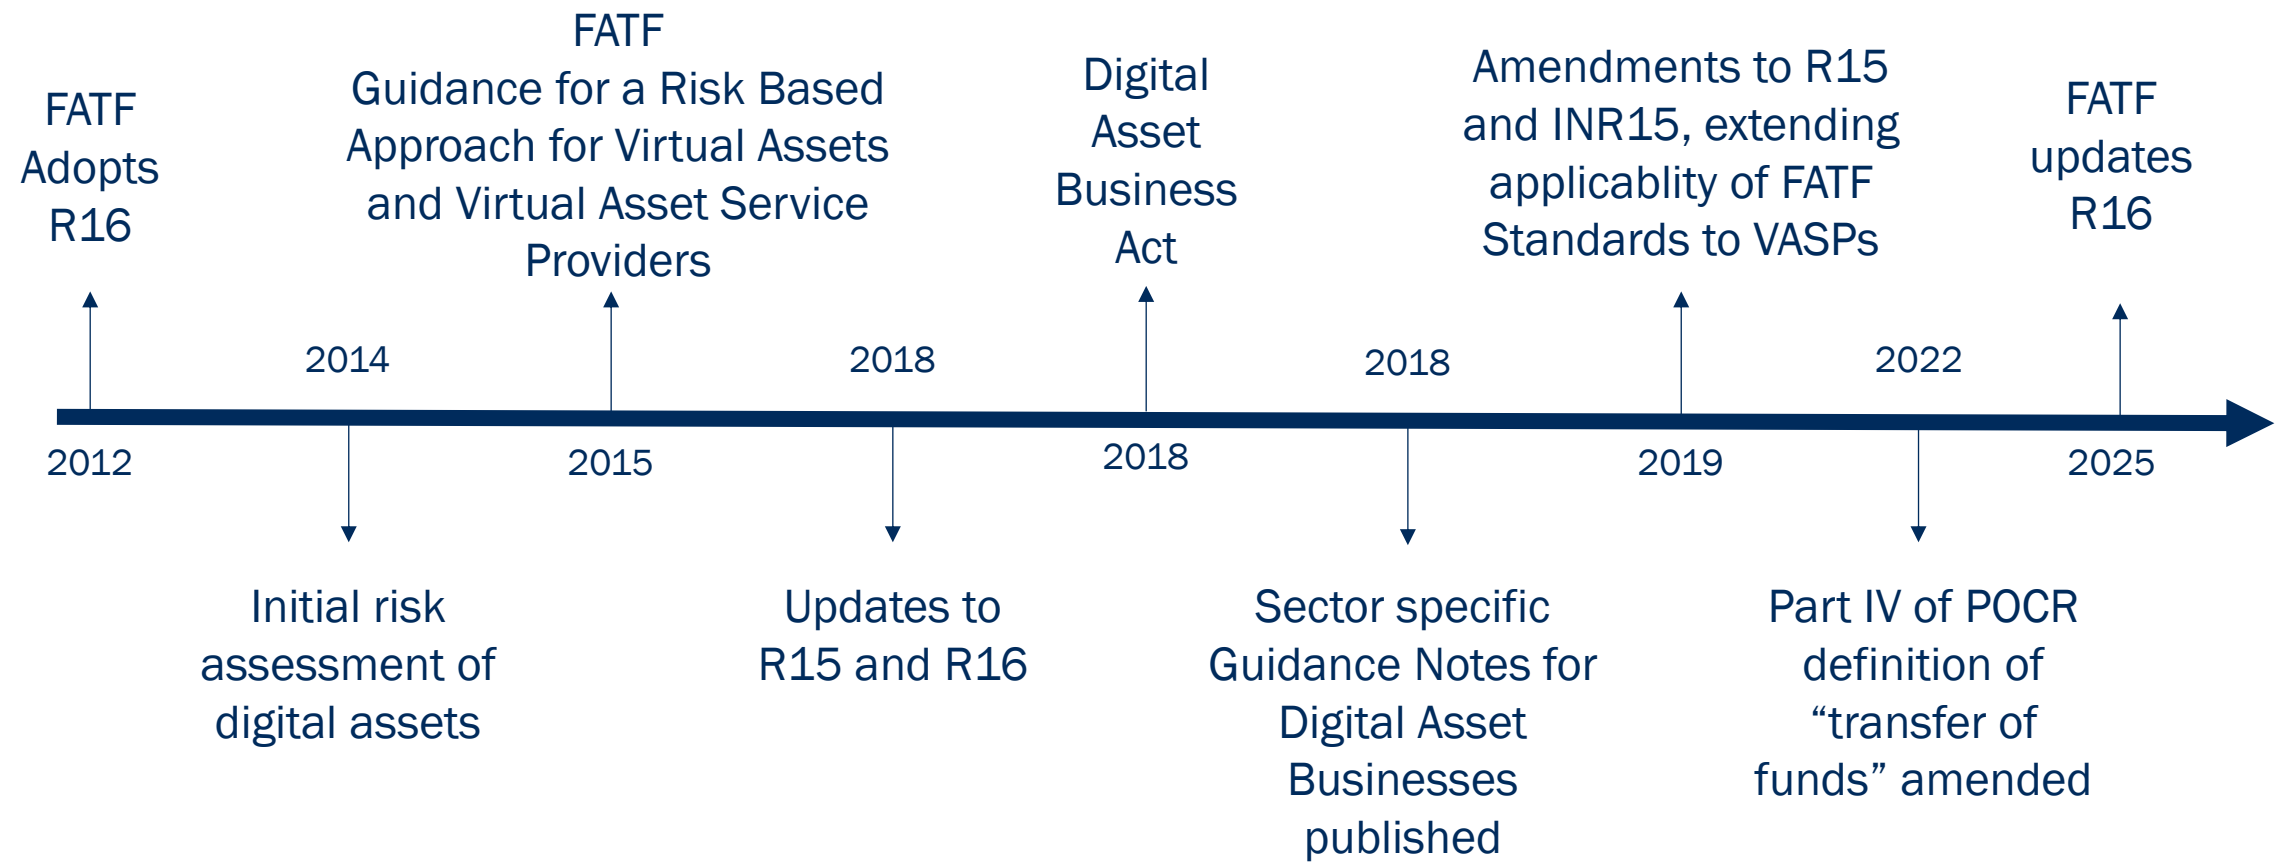 FATF
Adopts
R16
FATF
Guidance for a Risk Based
Approach for Virtual Assets
and Virtual Asset Service
Providers
Digital
Asset
Business
Act
Amendments to R15
and INR15, extending
applicablity of FATF
Standards to VASPs
FATF
updates
R16
2014
2018
2018
2022
2012
2015
2018
2019
2025
Initial risk
assessment of
digital assets
Updates to
R15 and R16
Sector specific
Guidance Notes for
Digital Asset
Businesses
published
Part IV of POCR
definition of
“transfer of
funds” amended